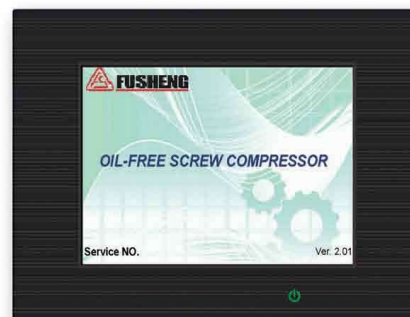 FUSHENG
OIL-FREE SCREW COMPRESSOR
Service NO.
Ver. 2.01